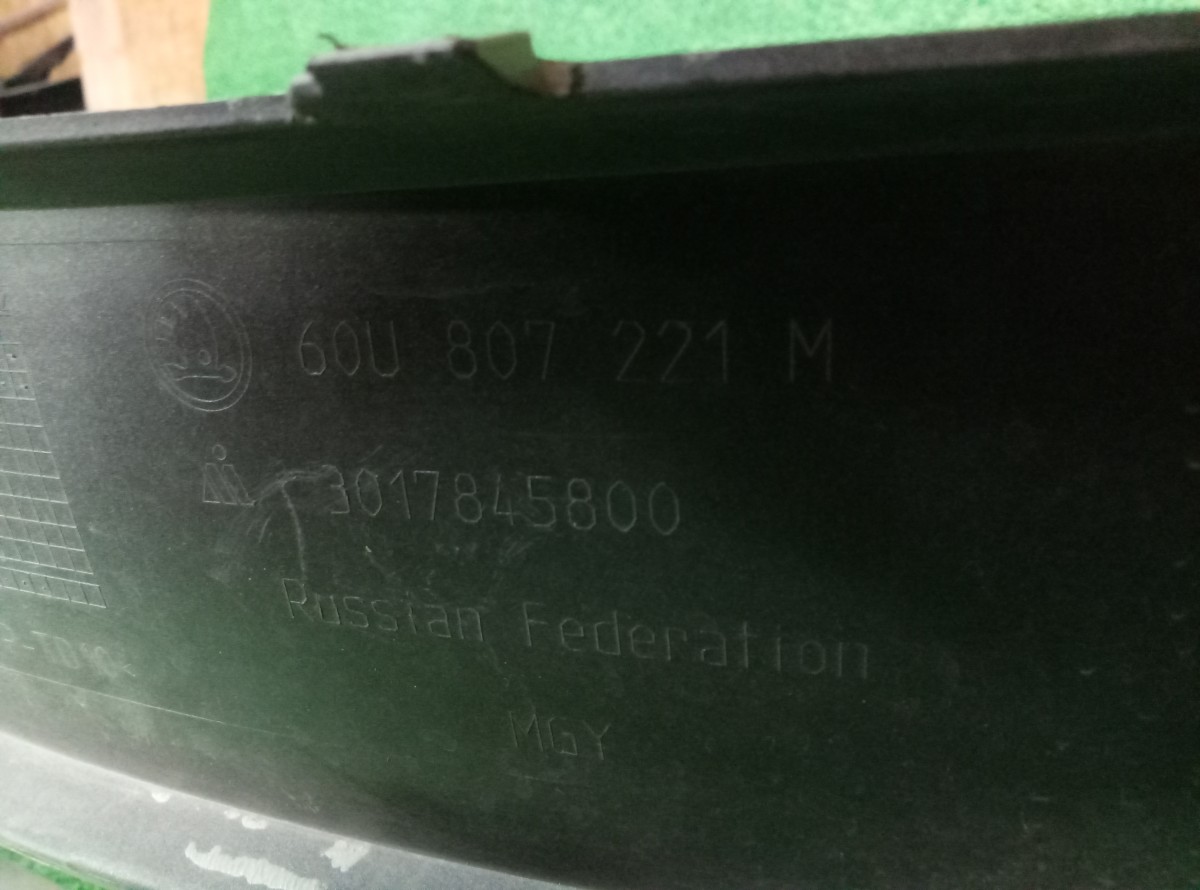 60U 807 221 M
3017845800
Russian Federation
MGY